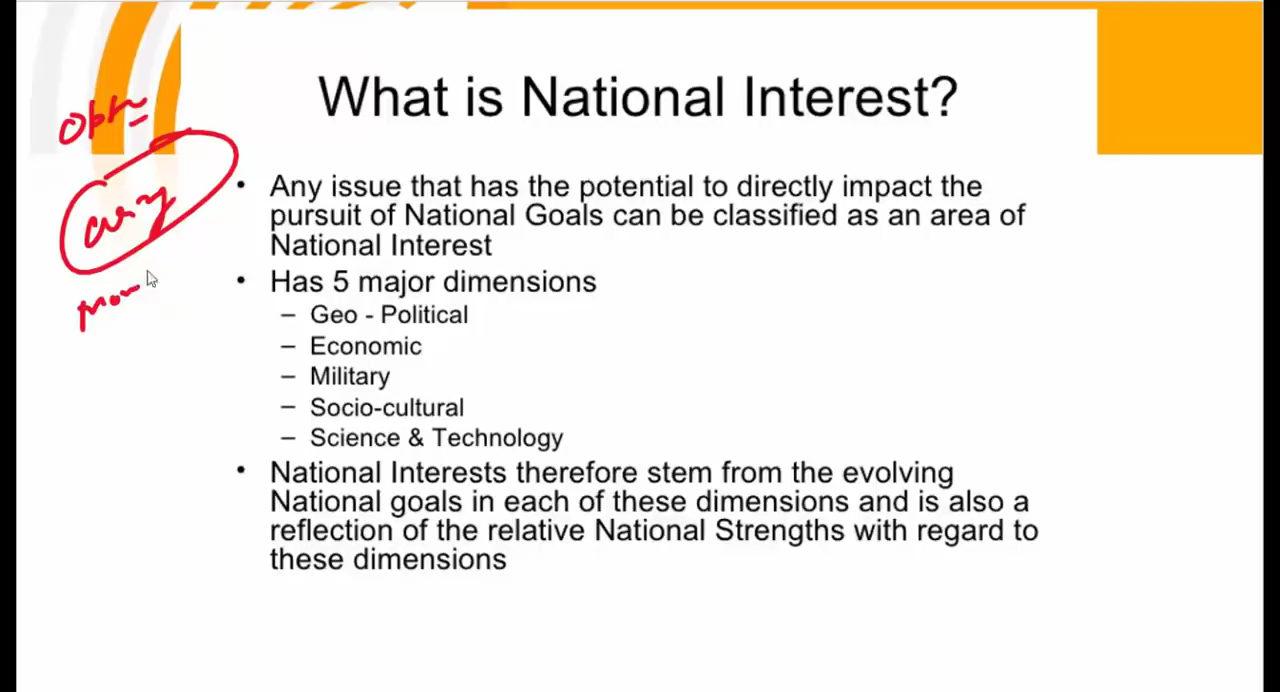 What is National Interest?
• Any issue that has the potential to directly impact the
pursuit of National Goals can be classified as an area of
National Interest
• Has 5 major dimensions
– Geo - Political
– Economic
– Military
– Socio-cultural
– Science & Technology
• National Interests therefore stem from the evolving
National goals in each of these dimensions and is also a
reflection of the relative National Strengths with regard to
these dimensions